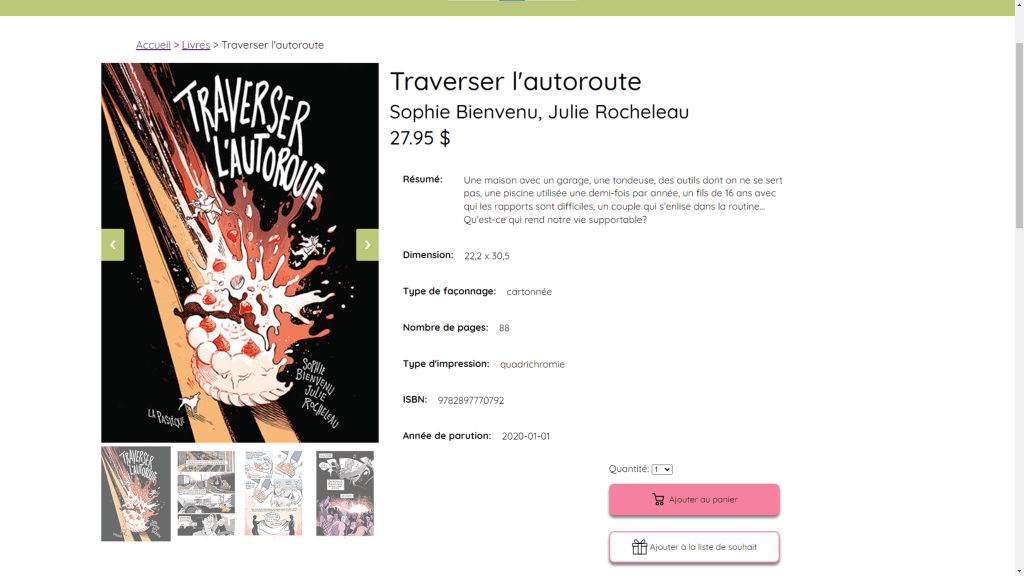 Accueil > Livres > Traverser l'autoroute
TRAVERSER
L'AUTOROUTE
SOPHIE
BIENVENU
JULIE
ROCHELEAU
LA PASTÈQUE
Traverser l'autoroute
Sophie Bienvenu, Julie Rocheleau
27.95 $
Résumé: Une maison avec un garage, une tondeuse, des outils dont on ne se sert
pas, une piscine utilisée une demi-fois par année, un fils de 16 ans avec
qui les rapports sont difficiles, un couple qui s'enlise dans la routine...
Qu'est-ce qui rend notre vie supportable?
Dimension: 22,2 x 30,5
Type de façonnage: cartonnée
Nombre de pages: 88
Type d'impression: quadrichromie
ISBN: 9782897770792
Année de parution: 2020-01-01
TRAVERSER
L'AUTOROUTE
Quantité: 1
Ajouter au panier
Ajouter à la liste de souhait